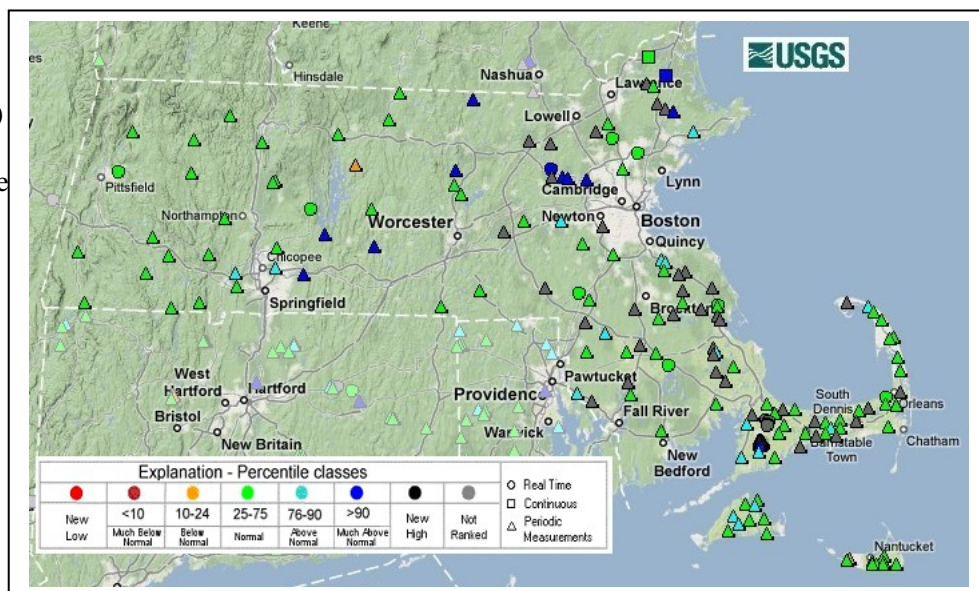 Keene
Hinsdale
Nashua
Lawrence
Lowell
Pittsfield
Lynn
Cambridge
Northampton
Worcester
Newton
Boston
Quincy
Chicopee
Springfield
Brockton
West
Hartford
Hartford
Bristol
New Britain
Pawtucket
Providence
Warwick
Fall River
New
Bedford
South
Dennis
Orleans
Barnstable
Town
Chatham
Nantucket
USGS
Explanation - Percentile classes
<10
10-24
25-75
76-90
>90
New
Low
Much Below
Normal
Below
Normal
Normal
Above
Normal
Much Above
Normal
New
High
Not
Ranked
Real Time
Continuous
Periodic
Measurements